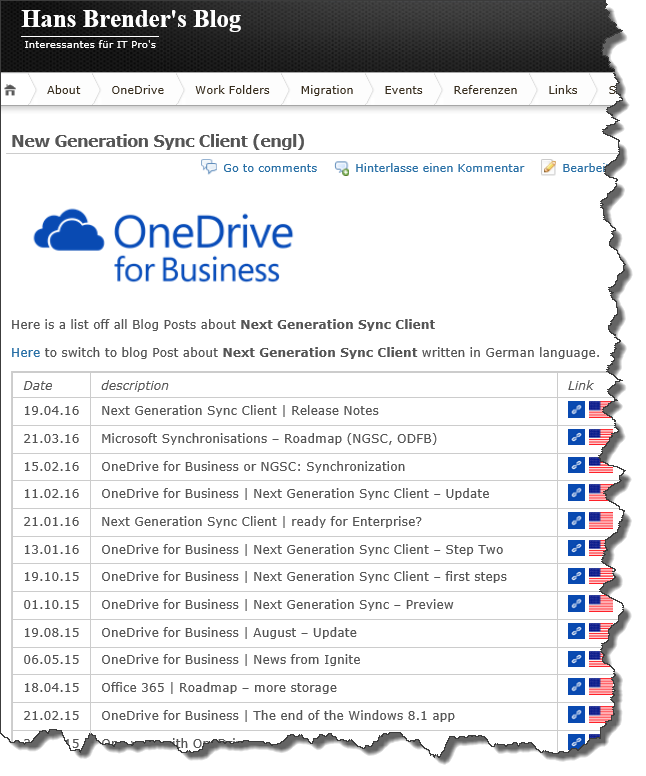 Hans Brender's Blog
Interessantes für IT Pro's
About OneDrive Work Folders Migration Events Referenzen Links
New Generation Sync Client (engl)
Go to comments Hinterlasse einen Kommentar
OneDrive
for Business
Here is a list off all Blog Posts about Next Generation Sync Client
Here to switch to blog Post about Next Generation Sync Client written in German language.
Date description Link
19.04.16 Next Generation Sync Client | Release Notes
21.03.16 Microsoft Synchronisations – Roadmap (NGSC, ODFB)
15.02.16 OneDrive for Business or NGSC: Synchronization
11.02.16 OneDrive for Business | Next Generation Sync Client – Update
21.01.16 Next Generation Sync Client | ready for Enterprise?
13.01.16 OneDrive for Business | Next Generation Sync Client – Step Two
19.10.15 OneDrive for Business | Next Generation Sync Client – first steps
01.10.15 OneDrive for Business | Next Generation Sync – Preview
19.08.15 OneDrive for Business | August – Update
06.05.15 OneDrive for Business | News from Ignite
18.04.15 Office 365 | Roadmap – more storage
21.02.15 OneDrive for Business | The end of the Windows 8.1 app